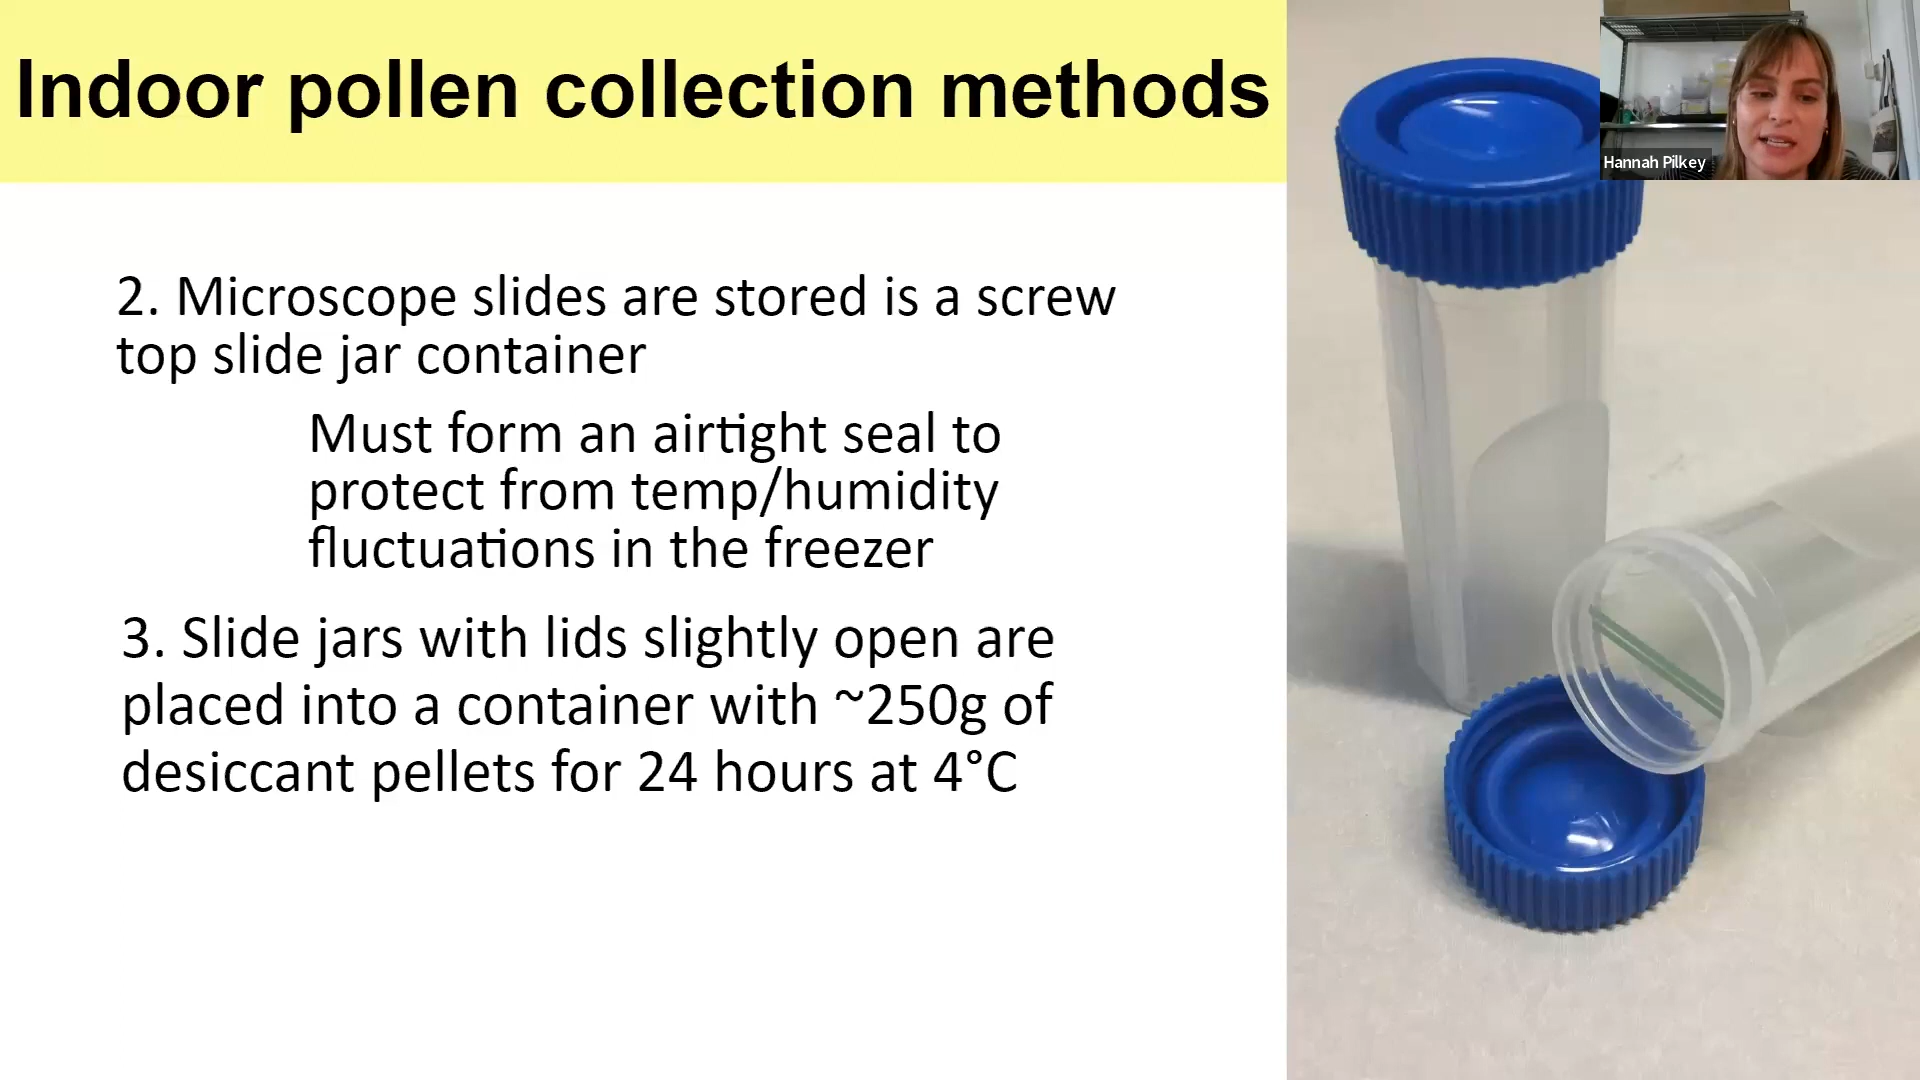 Indoor pollen collection methods
Hannah Pilkey
2. Microscope slides are stored is a screw
top slide jar container
Must form an airtight seal to
protect from temp/humidity
fluctuations in the freezer
3. Slide jars with lids slightly open are
placed into a container with ~250g of
desiccant pellets for 24 hours at 4°C